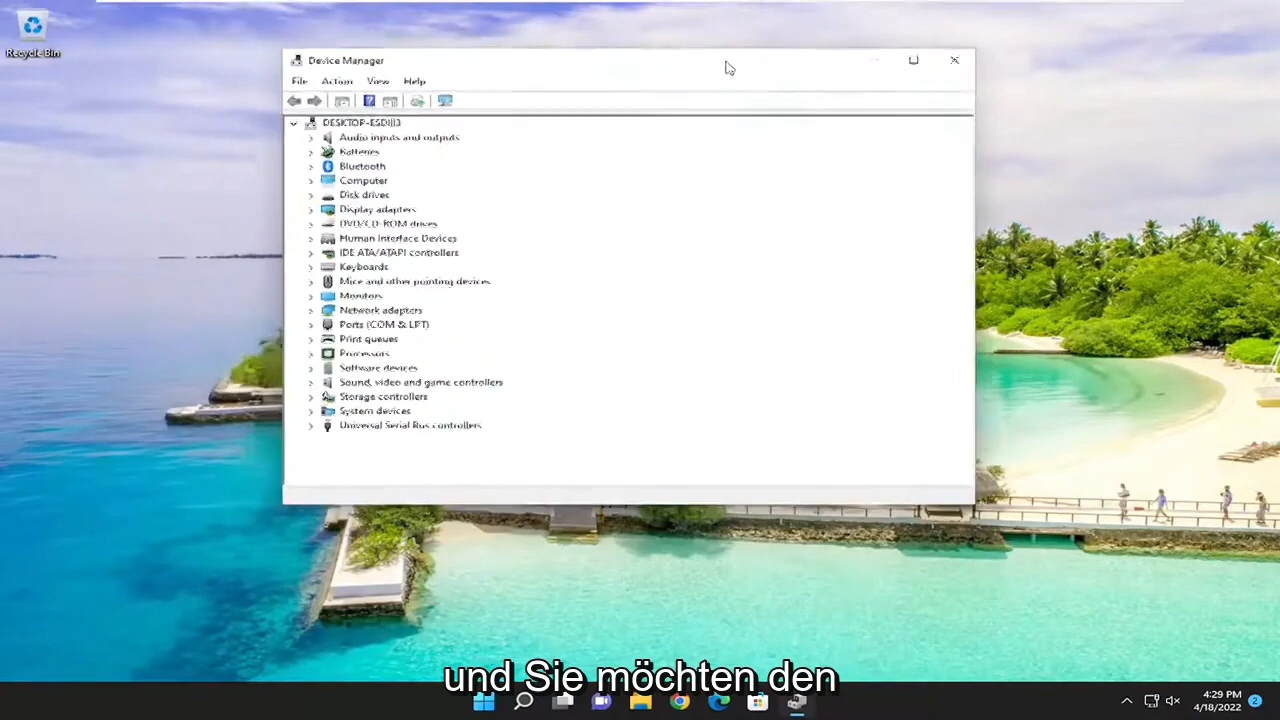 Recycle Bin
Device Manager
File Action View Help
Audio inputs and outputs
Batteries
Bluetooth
Computer
Disk drives
Display adapters
DVD/CD-ROM drives
Human Interface Devices
IDE ATA/ATAPI controllers
Keyboards
Mice and other pointing devices
Monitors
Network adapters
Ports (COM & LPT)
Print queues
Processors
Software devices
Sound, video and game controllers
Storage controllers
System devices
Universal Serial Bus controllers
und Sie möchten den
4:29 PM
4/18/2022
2